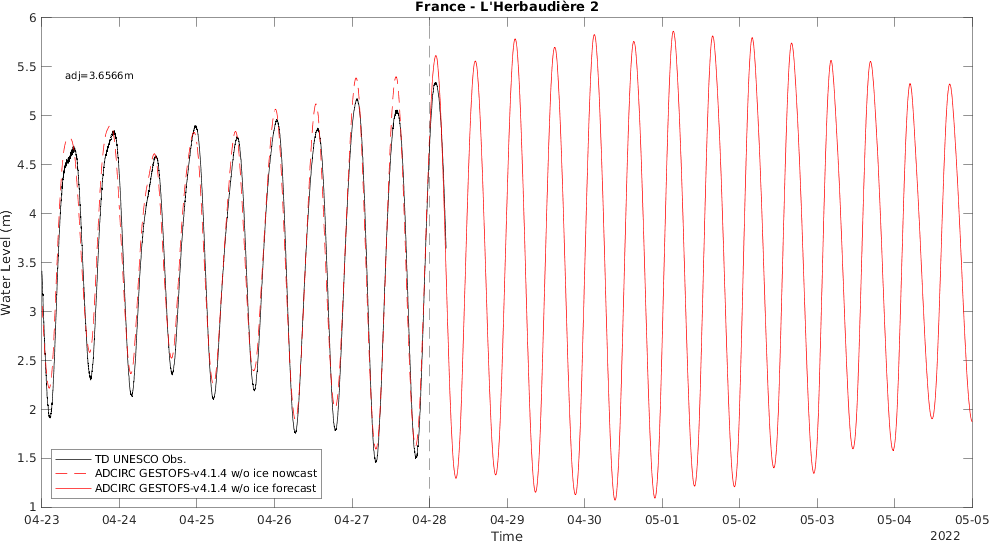 France - L'Herbaudière 2
adj=3.6566m
Water Level (m)
6
5.5
5
4.5
4
3.5
3
2.5
2
1.5
1
TD UNESCO Obs.
ADCIRC GESTOFS-v4.1.4 w/o ice nowcast
ADCIRC GESTOFS-v4.1.4 w/o ice forecast
04-23 04-24 04-25 04-26 04-27 04-28 04-29 04-30 05-01 05-02 05-03 05-04 05-05
Time
2022